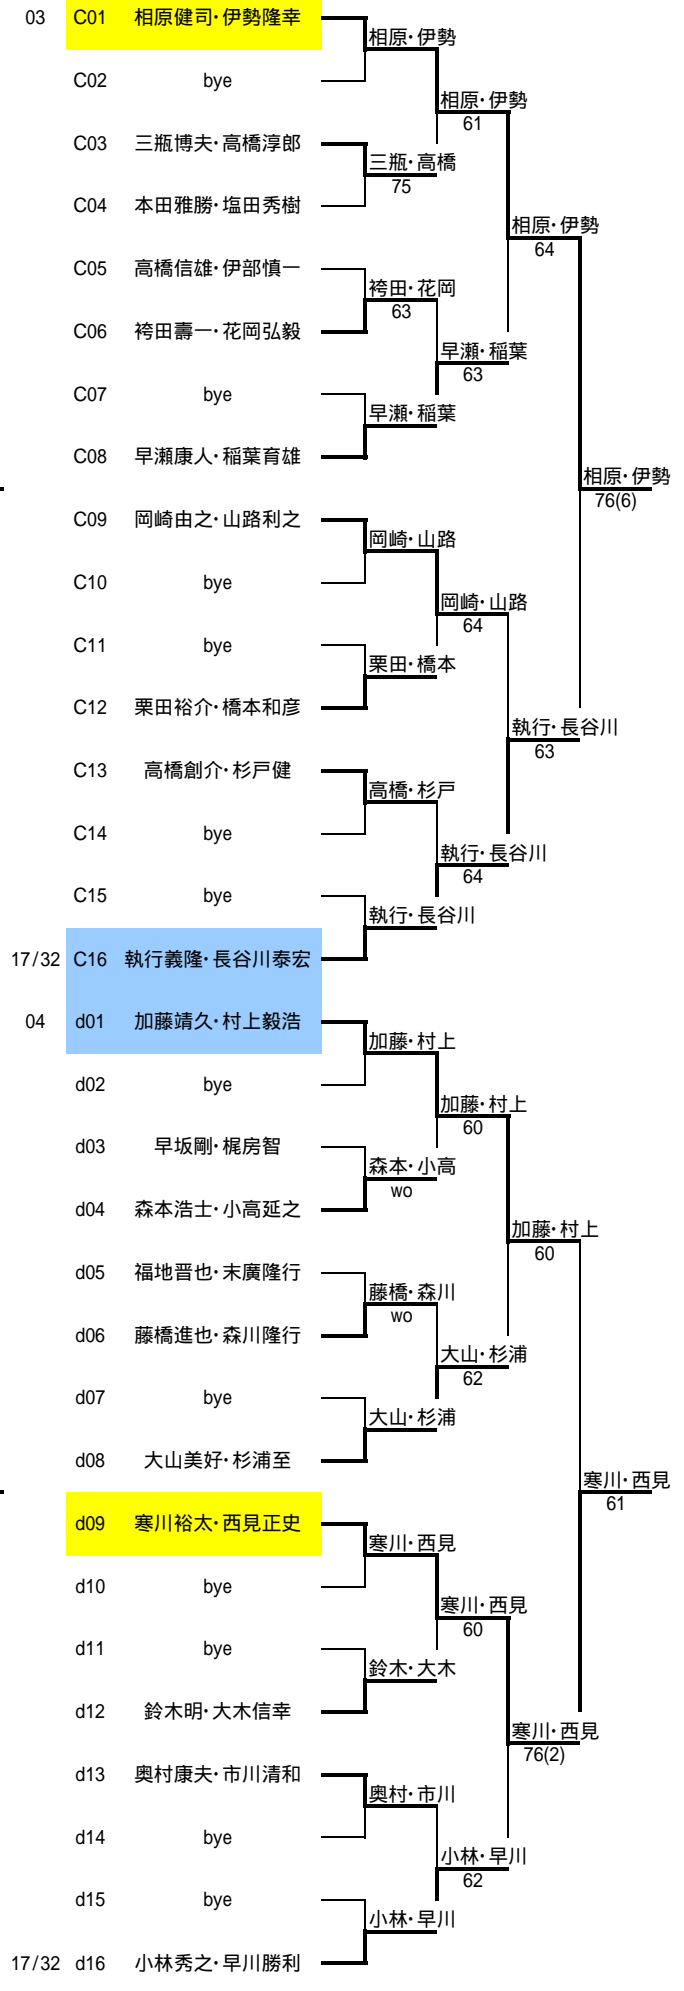 03 C01 相原健司・伊勢隆幸
相原・伊勢
C02 bye
相原・伊勢
61
C03 三瓶博夫・高橋淳郎
三瓶・高橋
75
C04 本田雅勝・塩田秀樹
相原・伊勢
64
C05 高橋信雄・伊部慎一
袴田・花岡
63
C06 袴田壽一・花岡弘毅
早瀬・稲葉
63
C07 bye
早瀬・稲葉
C08 早瀬康人・稲葉育雄
相原・伊勢
76(6)
C09 岡崎由之・山路利之
岡崎・山路
C10 bye
岡崎・山路
64
C11 bye
栗田・橋本
C12 栗田裕介・橋本和彦
執行・長谷川
63
C13 高橋創介・杉戸健
高橋・杉戸
C14 bye
執行・長谷川
64
C15 bye
執行・長谷川
17/32 C16 執行義隆・長谷川泰宏
04 d01 加藤靖久・村上毅浩
加藤・村上
d02 bye
加藤・村上
60
d03 早坂剛・梶房智
森本・小高
wo
d04 森本浩士・小高延之
加藤・村上
60
d05 福地晋也・末廣隆行
藤橋・森川
wo
d06 藤橋進也・森川隆行
大山・杉浦
62
d07 bye
大山・杉浦
d08 大山美好・杉浦至
寒川・西見
61
d09 寒川裕太・西見正史
寒川・西見
d10 bye
寒川・西見
60
d11 bye
鈴木・大木
d12 鈴木明・大木信幸
寒川・西見
76(2)
d13 奥村康夫・市川清和
奥村・市川
d14 bye
小林・早川
62
d15 bye
小林・早川
17/32 d16 小林秀之・早川勝利